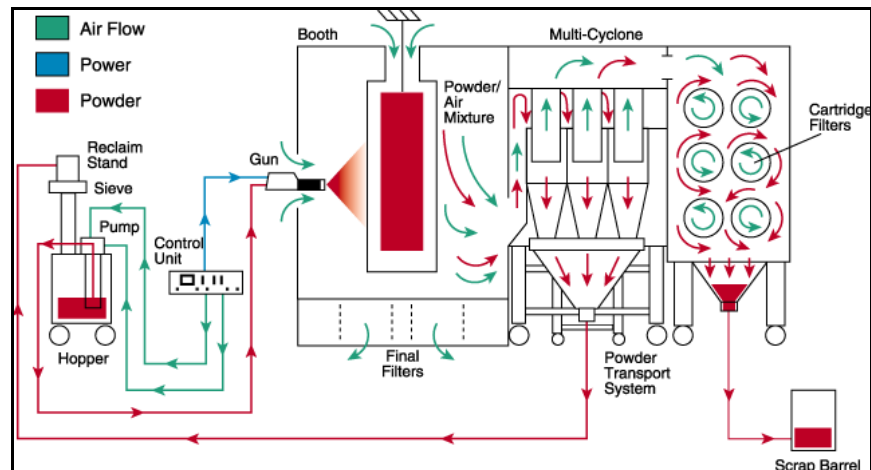 Air Flow
Power
Powder
Booth
Multi-Cyclone
Powder/
Air
Mixture
Cartridge
Filters
Reclaim
Stand
Sieve
Gun
Pump
Control
Unit
Hopper
Final
Filters
Powder
Transport
System
Scrap Barrel